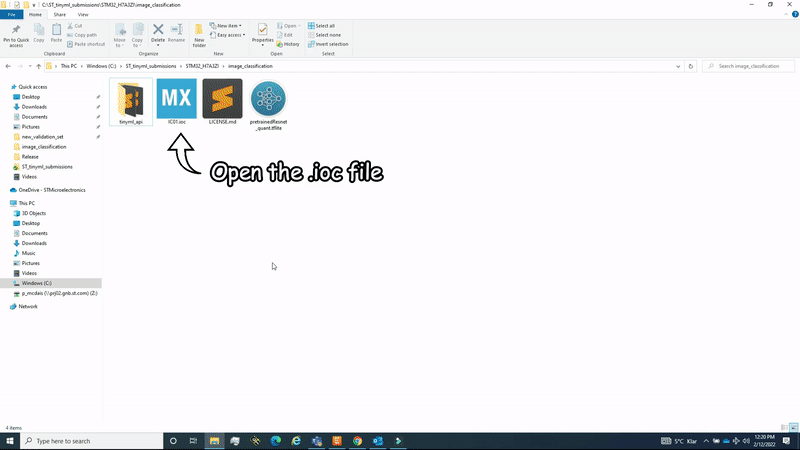 C:\ST_tinyml_submissions\STM32_H7A3ZI\image_classification
File
Home
Share
View
Pin to Quick access
Copy
Paste
Cut
Copy path
Paste shortcut
Clipboard
Move to
Copy to
Delete
Rename
Organize
New folder
New item
Easy access
New
Properties
Open
Edit
History
Open
Select all
Select none
Invert selection
Select
This PC > Windows (C:) > ST_tinyml_submissions > STM32_H7A3ZI > image_classification
Search image_classification
Quick access
Desktop
Downloads
Documents
Pictures
new_validation_set
image_classification
Release
ST_tinyml_submissions
Videos
OneDrive - STMicroelectronics
This PC
3D Objects
Desktop
Documents
Downloads
Music
Pictures
Videos
Windows (C:)
p_mcdais (\\prj02.gnb.st.com) (Z:)
Network
MX
tinyml_api
IC01.ioc
LICENSE.md
pretrainedResnet
_quant.tflite
Open the .ioc file
4 items
Type here to search
5°C Klar
12:20 PM
2/12/2022